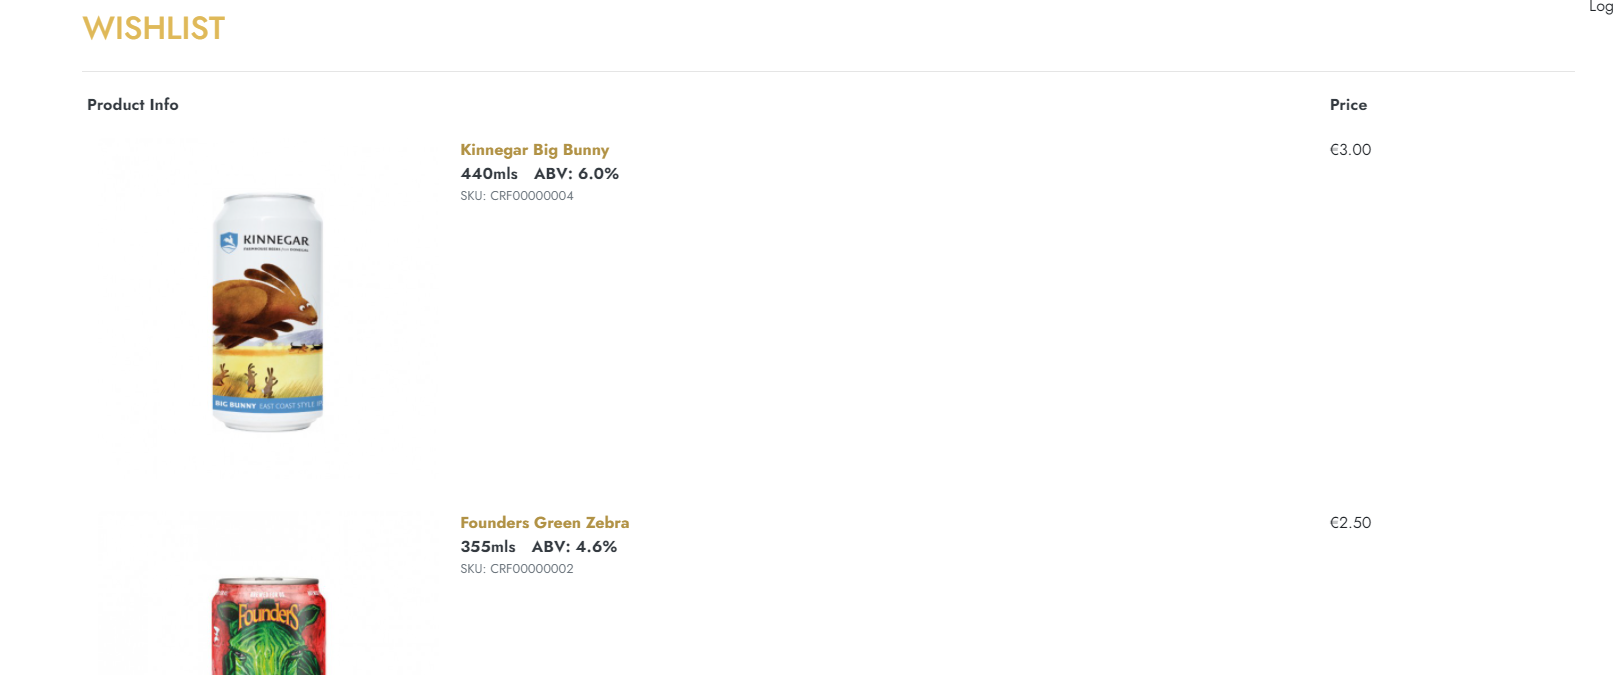 Log
WISHLIST
Product Info Price
Kinnegar Big Bunny €3.00
440mls ABV: 6.0%
SKU: CRF00000004
KINNEGAR
BIG BUNNY EAST COAST STYLE
Founders Green Zebra €2.50
355mls ABV: 4.6%
SKU: CRF00000002
Founders